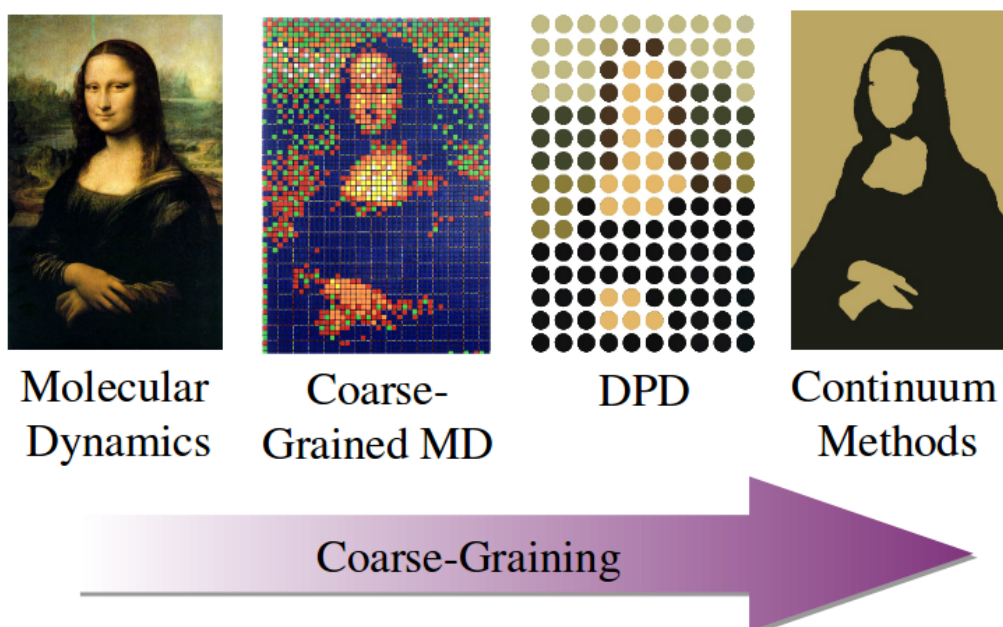 Molecular
Dynamics
Coarse-
Grained MD
DPD
Continuum
Methods
Coarse-Graining